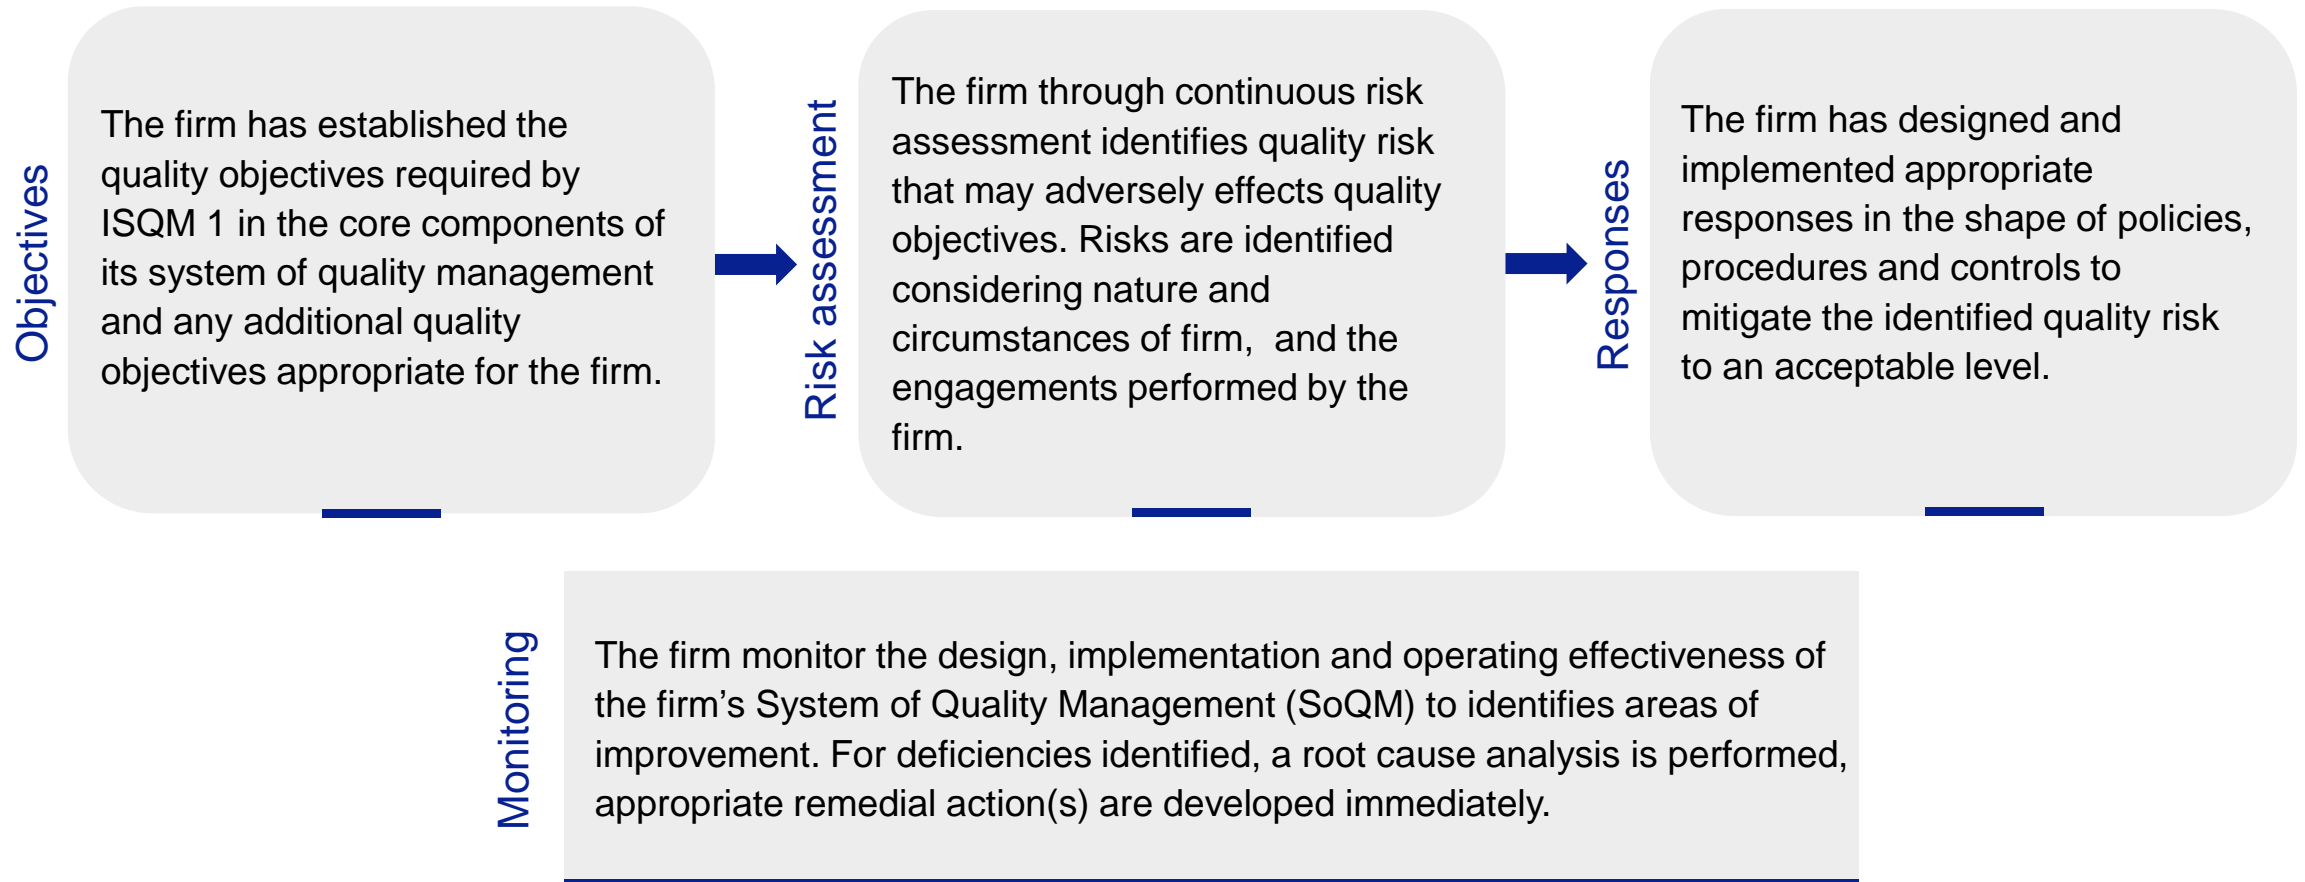 Objectives
The firm has established the
quality objectives required by
ISQM 1 in the core components of
its system of quality management
and any additional quality
objectives appropriate for the firm.
Risk assessment
The firm through continuous risk
assessment identifies quality risk
that may adversely effects quality
objectives. Risks are identified
considering nature and
circumstances of firm,  and the
engagements performed by the
firm.
Responses
The firm has designed and
implemented appropriate
responses in the shape of policies,
procedures and controls to
mitigate the identified quality risk
to an acceptable level.
Monitoring
The firm monitor the design, implementation and operating effectiveness of
the firm’s System of Quality Management (SoQM) to identifies areas of
improvement. For deficiencies identified, a root cause analysis is performed,
appropriate remedial action(s) are developed immediately.